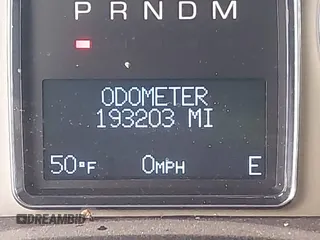 P R N D M
ODOMETER
193203 MI
50°F 0MPH E
DREAMBID